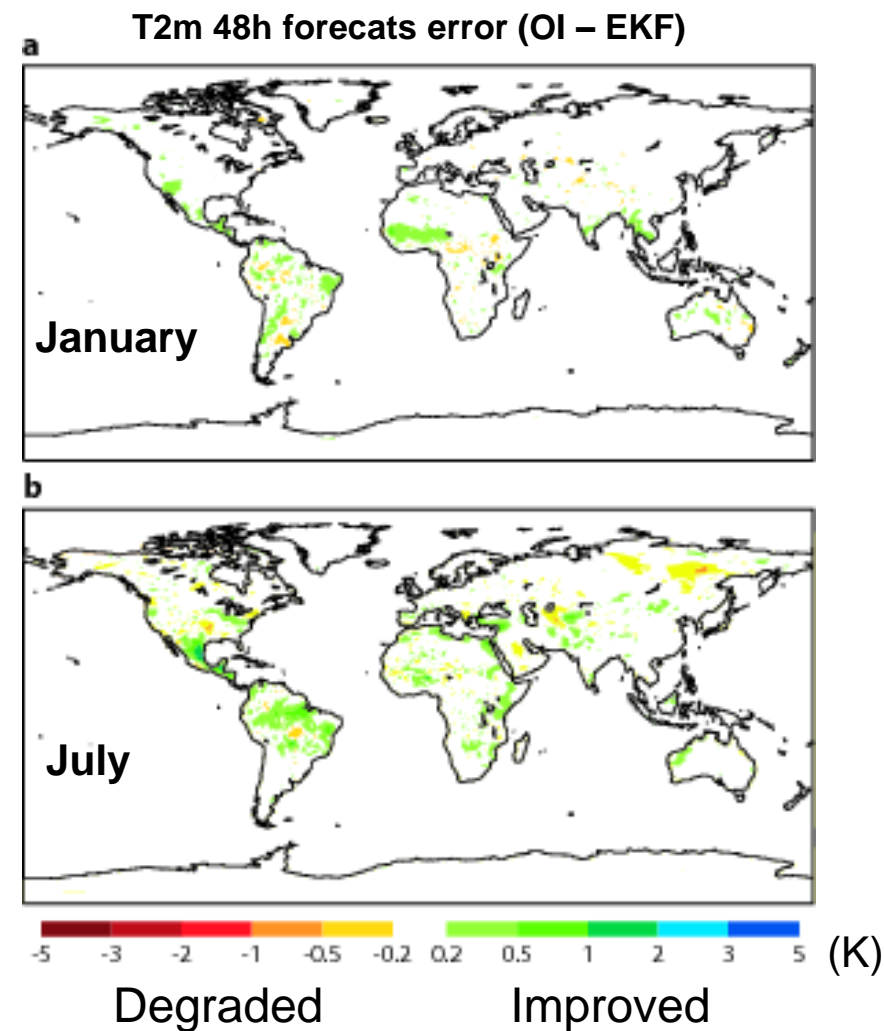 T2m 48h forecats error (OI – EKF)
a
January
b
July
-5 -3 -2 -1 -0.5 -0.2 0.2 0.5 1 2 3 5 (K)
Degraded Improved